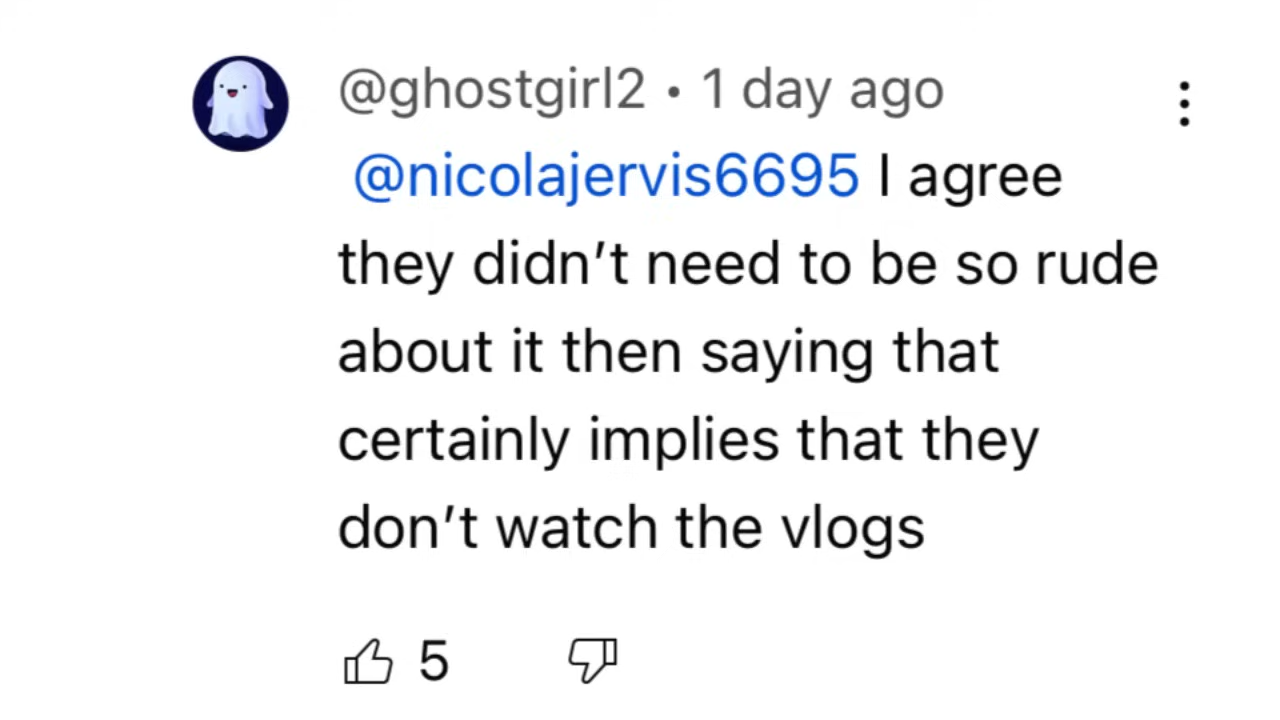 @ghostgirl2 • 1 day ago
@nicolajervis6695 I agree
they didn’t need to be so rude
about it then saying that
certainly implies that they
don’t watch the vlogs
5